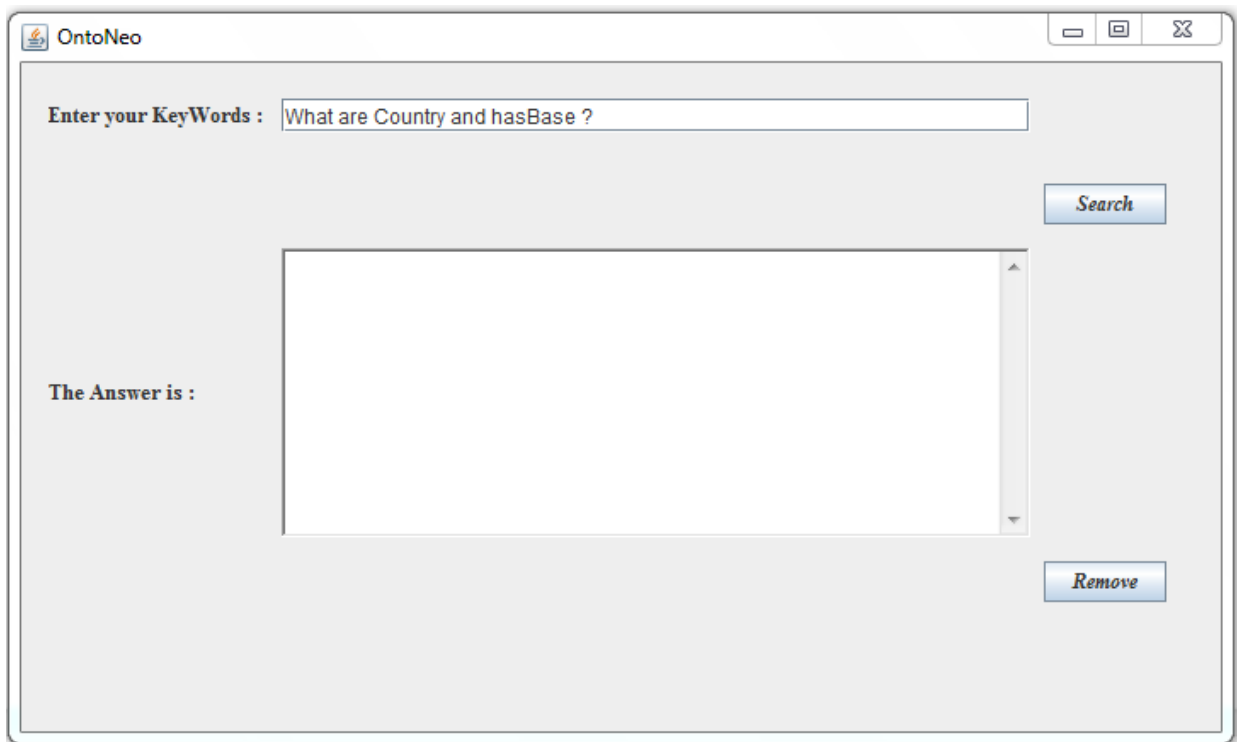 OntoNeo
Enter your KeyWords : What are Country and hasBase ?
Search
The Answer is :
Remove